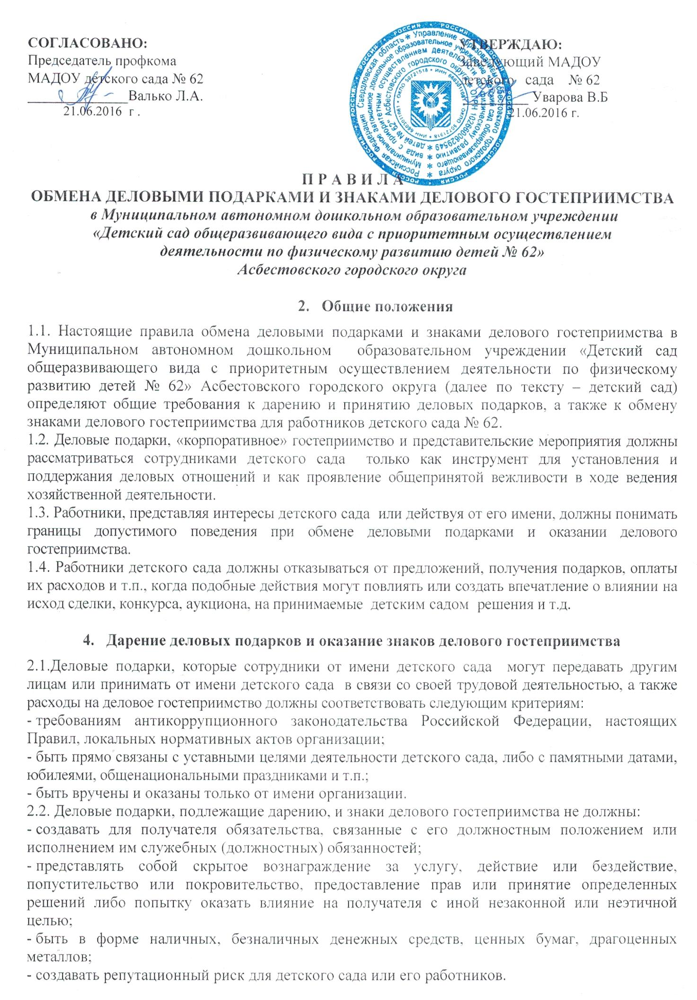 СОГЛАСОВАНО:
Председатель профкома
МАДОУ детского сада № 62
_______________Валько Л.А.
21.06.2016 г .
УТВЕРЖДАЮ:
Заведующий МАДОУ
детского сада № 62
__________ Уварова В.Б
21.06.2016 г.
П Р А В И Л А
ОБМЕНА ДЕЛОВЫМИ ПОДАРКАМИ И ЗНАКАМИ ДЕЛОВОГО ГОСТЕПРИИМСТВА
в Муниципальном автономном дошкольном образовательном учреждении
«Детский сад общеразвивающего вида с приоритетным осуществлением
деятельности по физическому развитию детей № 62»
Асбестовского городского округа
2. Общие положения
1.1. Настоящие правила обмена деловыми подарками и знаками делового гостеприимства в
Муниципальном автономном дошкольном образовательном учреждении «Детский сад
общеразвивающего вида с приоритетным осуществлением деятельности по физическому
развитию детей № 62» Асбестовского городского округа (далее по тексту – детский сад)
определяют общие требования к дарению и принятию деловых подарков, а также к обмену
знаками делового гостеприимства для работников детского сада № 62.
1.2. Деловые подарки, «корпоративное» гостеприимство и представительские мероприятия должны
рассматриваться сотрудниками детского сада только как инструмент для установления и
поддержания деловых отношений и как проявление общепринятой вежливости в ходе ведения
хозяйственной деятельности.
1.3. Работники, представляя интересы детского сада или действуя от его имени, должны понимать
границы допустимого поведения при обмене деловыми подарками и оказании делового
гостеприимства.
1.4. Работники детского сада должны отказываться от предложений, получения подарков, оплаты
их расходов и т.п., когда подобные действия могут повлиять или создать впечатление о влиянии на
исход сделки, конкурса, аукциона, на принимаемые детским садом решения и т.д.
4. Дарение деловых подарков и оказание знаков делового гостеприимства
2.1.Деловые подарки, которые сотрудники от имени детского сада могут передавать другим
лицам или принимать от имени детского сада в связи со своей трудовой деятельностью, а также
расходы на деловое гостеприимство должны соответствовать следующим критериям:
- требованиям антикоррупционного законодательства Российской Федерации, настоящих
Правил, локальных нормативных актов организации;
- быть прямо связаны с уставными целями деятельности детского сада, либо с памятными датами,
юбилеями, общенациональными праздниками и т.п.;
- быть вручены и оказаны только от имени организации.
2.2. Деловые подарки, подлежащие дарению, и знаки делового гостеприимства не должны:
- создавать для получателя обязательства, связанные с его должностным положением или
исполнением им служебных (должностных) обязанностей;
- представлять собой скрытое вознаграждение за услугу, действие или бездействие,
попустительство или покровительство, предоставление прав или принятие определенных
решений либо попытку оказать влияние на получателя с иной незаконной или неэтичной
целью;
- быть в форме наличных, безналичных денежных средств, ценных бумаг, драгоценных
металлов;
- создавать репутационный риск для детского сада или его работников.